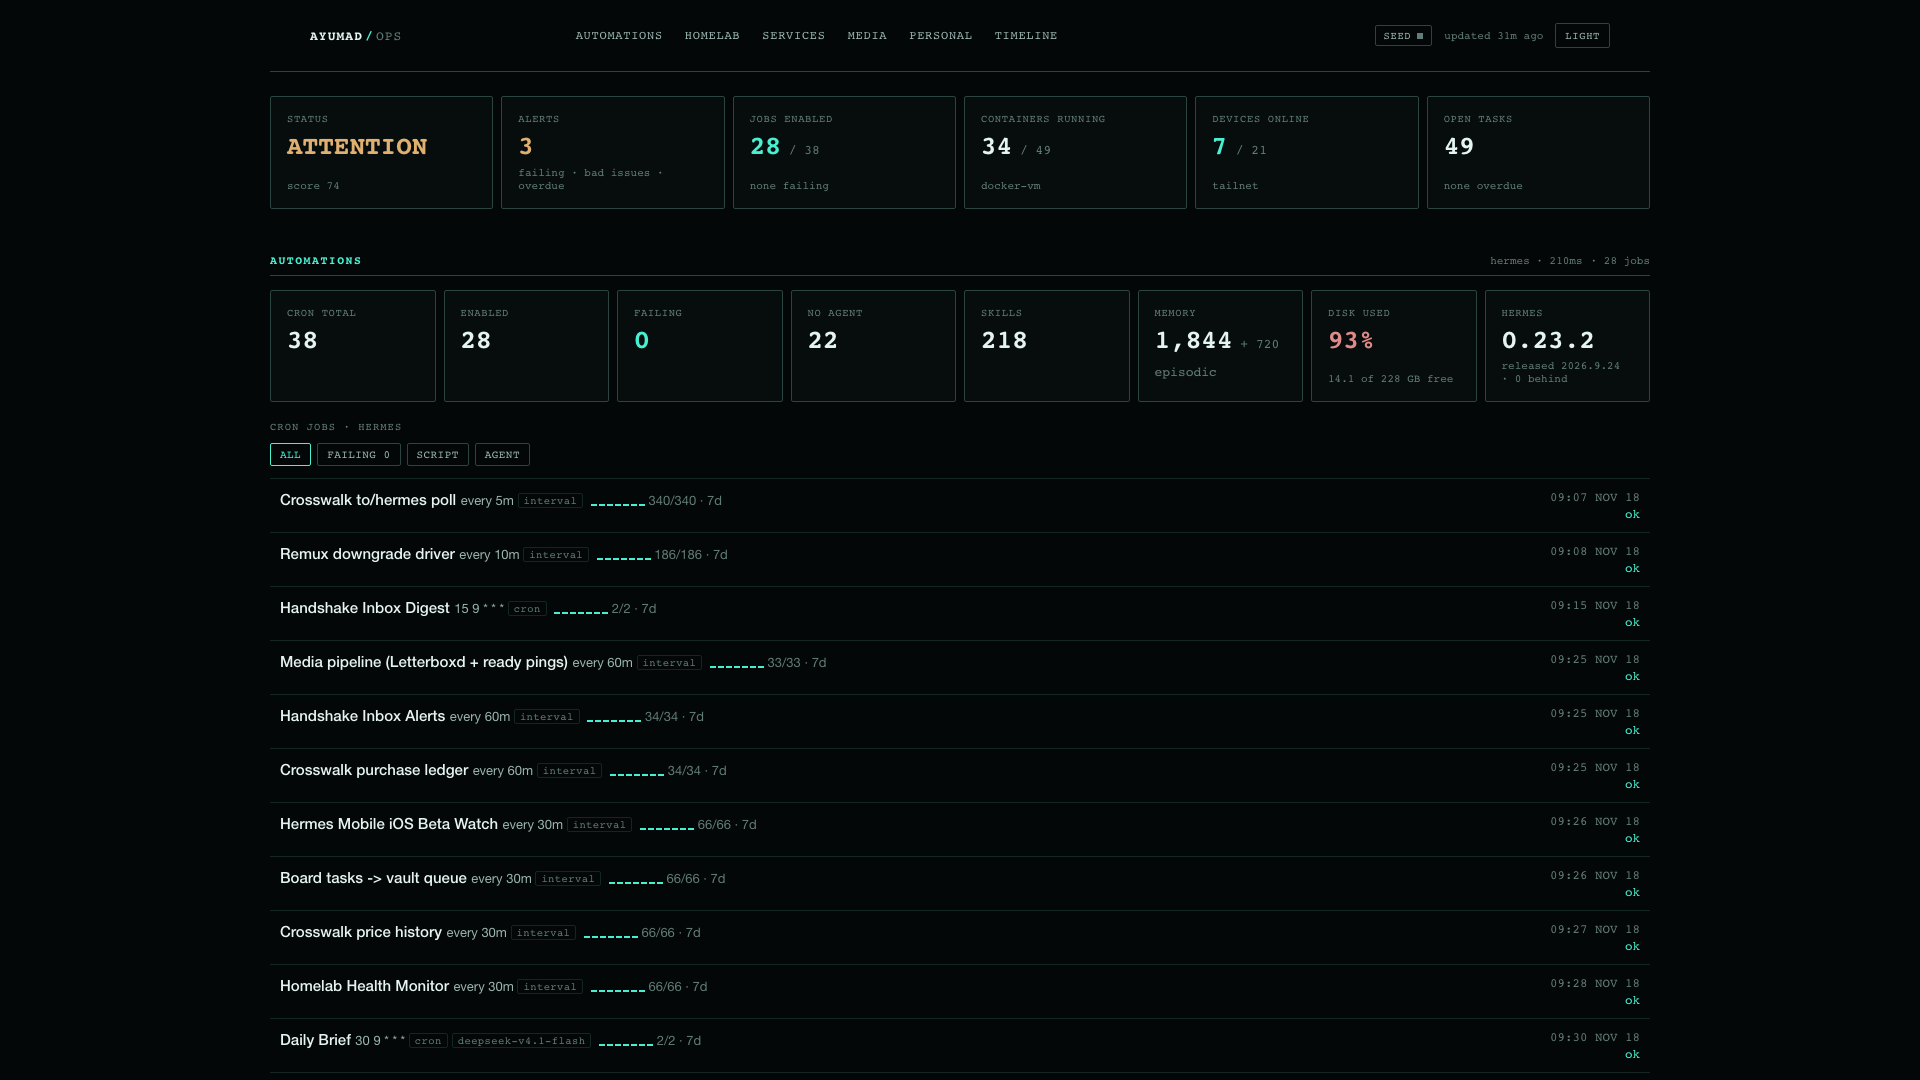 AYUMAD/OPS
AUTOMATIONS HOMELAB SERVICES MEDIA PERSONAL TIMELINE
SEED updated 31m ago LIGHT
STATUS
ATTENTION
score 74
ALERTS
3
failing · bad issues ·
overdue
JOBS ENABLED
28 / 38
none failing
CONTAINERS RUNNING
34 / 49
docker-vm
DEVICES ONLINE
7 / 21
tailnet
OPEN TASKS
49
none overdue
AUTOMATIONS
hermes · 210ms · 28 jobs
CRON TOTAL
38
ENABLED
28
FAILING
0
NO AGENT
22
SKILLS
218
MEMORY
1,844 + 720
episodic
DISK USED
93%
14.1 of 228 GB free
HERMES
0.23.2
released 2026.9.24
· 0 behind
CRON JOBS · HERMES
ALL FAILING 0 SCRIPT AGENT
Crosswalk to/hermes poll every 5m interval 340/340 · 7d 09:07 NOV 18
ok
Remux downgrade driver every 10m interval 186/186 · 7d 09:08 NOV 18
ok
Handshake Inbox Digest 15 9 * * * cron 2/2 · 7d 09:15 NOV 18
ok
Media pipeline (Letterboxd + ready pings) every 60m interval 33/33 · 7d 09:25 NOV 18
ok
Handshake Inbox Alerts every 60m interval 34/34 · 7d 09:25 NOV 18
ok
Crosswalk purchase ledger every 60m interval 34/34 · 7d 09:25 NOV 18
ok
Hermes Mobile iOS Beta Watch every 30m interval 66/66 · 7d 09:26 NOV 18
ok
Board tasks -> vault queue every 30m interval 66/66 · 7d 09:26 NOV 18
ok
Crosswalk price history every 30m interval 66/66 · 7d 09:27 NOV 18
ok
Homelab Health Monitor every 30m interval 66/66 · 7d 09:28 NOV 18
ok
Daily Brief 30 9 * * * cron deepseek-v4.1-flash 2/2 · 7d 09:30 NOV 18
ok